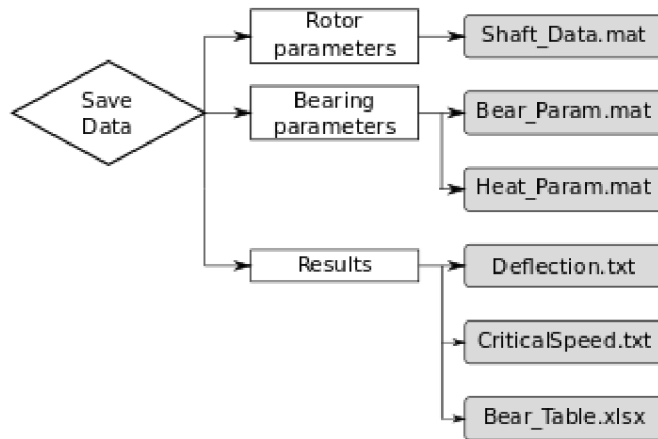 Rotor
parameters
Shaft_Data.mat
Save
Data
Bearing
parameters
Bear_Param.mat
Heat_Param.mat
Results
Deflection.txt
CriticalSpeed.txt
Bear_Table.xlsx